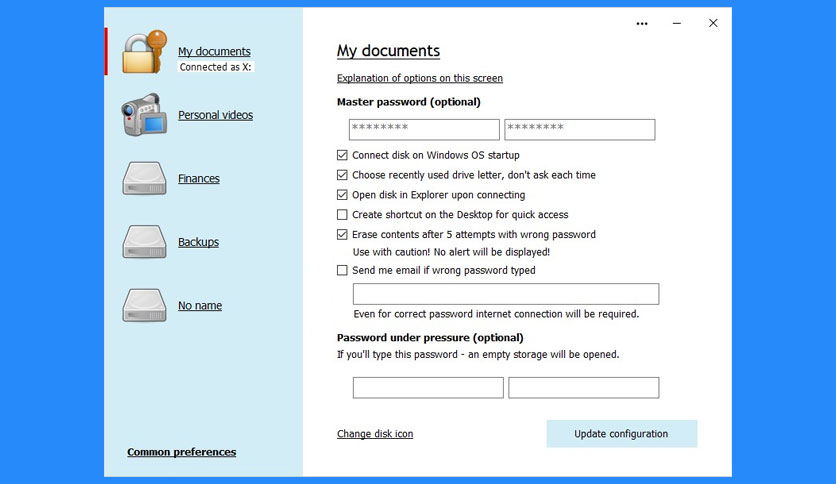 My documents
Connected as X:
Personal videos
Finances
Backups
No name
Common preferences
My documents
Explanation of options on this screen
Master password (optional)
******** ********
Connect disk on Windows OS startup
Choose recently used drive letter, don't ask each time
Open disk in Explorer upon connecting
Create shortcut on the Desktop for quick access
Erase contents after 5 attempts with wrong password
Use with caution! No alert will be displayed!
Send me email if wrong password typed
Even for correct password internet connection will be required.
Password under pressure (optional)
If you'll type this password - an empty storage will be opened.
Change disk icon
Update configuration